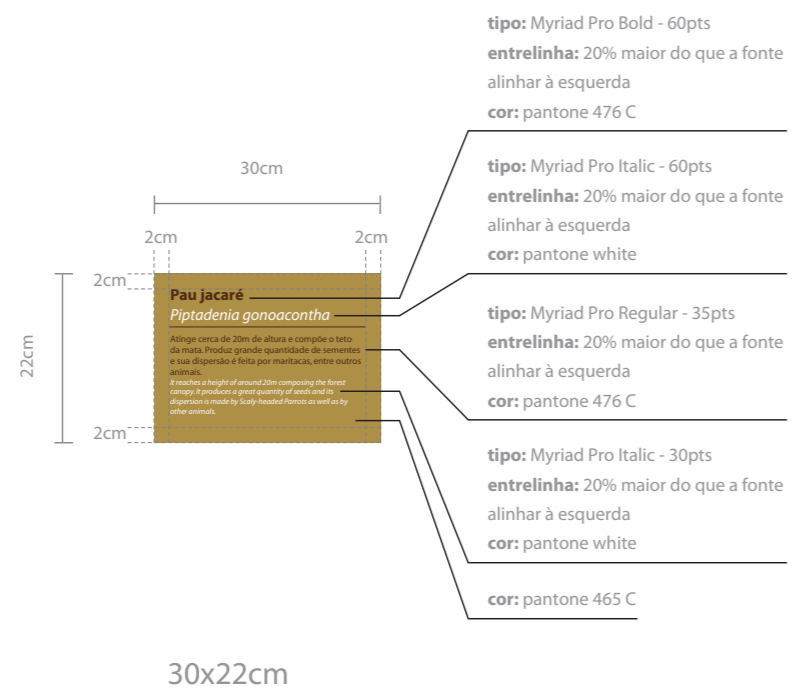 tipo: Myriad Pro Bold - 60pts
entrelinha: 20% maior do que a fonte
alinhar à esquerda
cor: pantone 476 C
tipo: Myriad Pro Italic - 60pts
entrelinha: 20% maior do que a fonte
alinhar à esquerda
cor: pantone white
tipo: Myriad Pro Regular - 35pts
entrelinha: 20% maior do que a fonte
alinhar à esquerda
cor: pantone 476 C
tipo: Myriad Pro Italic - 30pts
entrelinha: 20% maior do que a fonte
alinhar à esquerda
cor: pantone white
cor: pantone 465 C
30cm
2cm
2cm
2cm
22cm
2cm
Pau jacaré
Piptadenia gonoacontha
Atinge cerca de 20m de altura e compõe o teto
da mata. Produz grande quantidade de sementes
e sua dispersão é feita por maritacas, entre outros
animais.
It reaches a height of around 20m composing the forest
canopy. It produces a great quantity of seeds and its
dispersion is made by Scaly-headed Parrots as well as by
other animals.
30x22cm